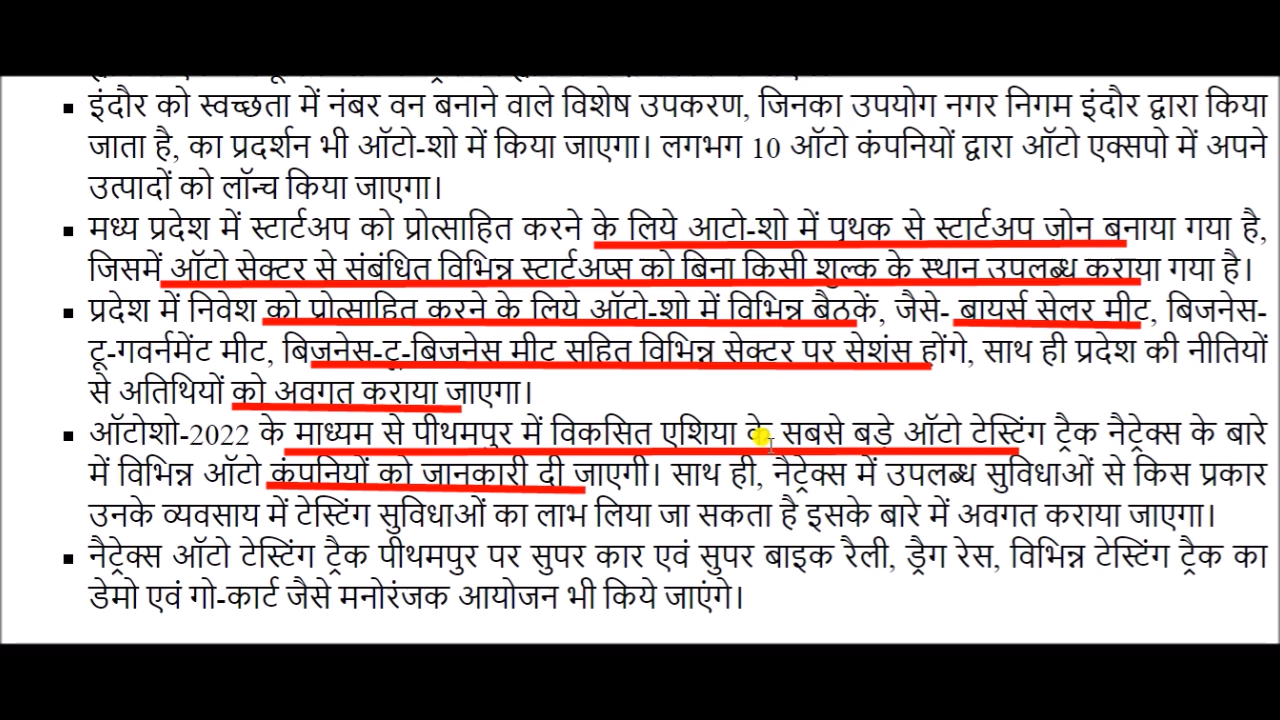 ▪ इंदौर को स्वच्छता में नंबर वन बनाने वाले विशेष उपकरण, जिनका उपयोग नगर निगम इंदौर द्वारा किया
जाता है, का प्रदर्शन भी ऑटो-शो में किया जाएगा। लगभग 10 ऑटो कंपनियों द्वारा ऑटो एक्सपो में अपने
उत्पादों को लॉन्च किया जाएगा।
▪ मध्य प्रदेश में स्टार्टअप को प्रोत्साहित करने के लिये आटो-शो में पृथक से स्टार्टअप ज़ोन बनाया गया है,
जिसमें ऑटो सेक्टर से संबंधित विभिन्न स्टार्टअप्स को बिना किसी शुल्क के स्थान उपलब्ध कराया गया है।
▪ प्रदेश में निवेश को प्रोत्साहित करने के लिये ऑटो-शो में विभिन्न बैठकें, जैसे- बायर्स सेलर मीट, बिजनेस-
टू-गवर्नमेंट मीट, बिजनेस-टू-बिजनेस मीट सहित विभिन्न सेक्टर पर सेशंस होंगे, साथ ही प्रदेश की नीतियों
से अतिथियों को अवगत कराया जाएगा।
▪ ऑटोशो-2022 के माध्यम से पीथमपुर में विकसित एशिया के सबसे बड़े ऑटो टेस्टिंग ट्रैक नैट्रेक्स के बारे
में विभिन्न ऑटो कंपनियों को जानकारी दी जाएगी। साथ ही, नैट्रेक्स में उपलब्ध सुविधाओं से किस प्रकार
उनके व्यवसाय में टेस्टिंग सुविधाओं का लाभ लिया जा सकता है इसके बारे में अवगत कराया जाएगा।
▪ नैट्रेक्स ऑटो टेस्टिंग ट्रैक पीथमपुर पर सुपर कार एवं सुपर बाइक रैली, ड्रैग रेस, विभिन्न टेस्टिंग ट्रैक का
डेमो एवं गो-कार्ट जैसे मनोरंजक आयोजन भी किये जाएंगे।